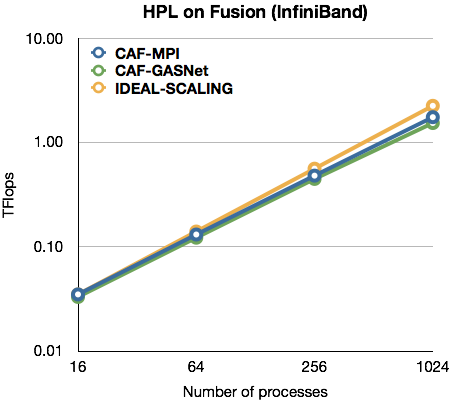 HPL on Fusion (InfiniBand)
10.00
CAF-MPI
CAF-GASNet
IDEAL-SCALING
1.00
TFlops
0.10
0.01
16 64 256 1024
Number of processes